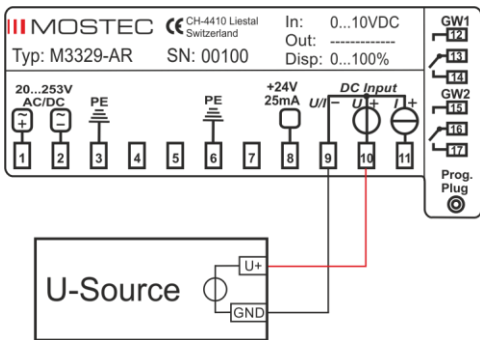 MOSTEC CE CH-4410 Liestal Switzerland
In: 0...10VDC
Out: -------------
Typ: M3329-AR SN: 00100 Disp: 0...100%
GW1
12
13
14
GW2
15
16
17
Prog.
Plug
20...253V
AC/DC
PE
PE
+24V
25mA
DC Input
U/I - U + I +
1 2 3 4 5 6 7 8 9 10 11
U-Source
U+
GND